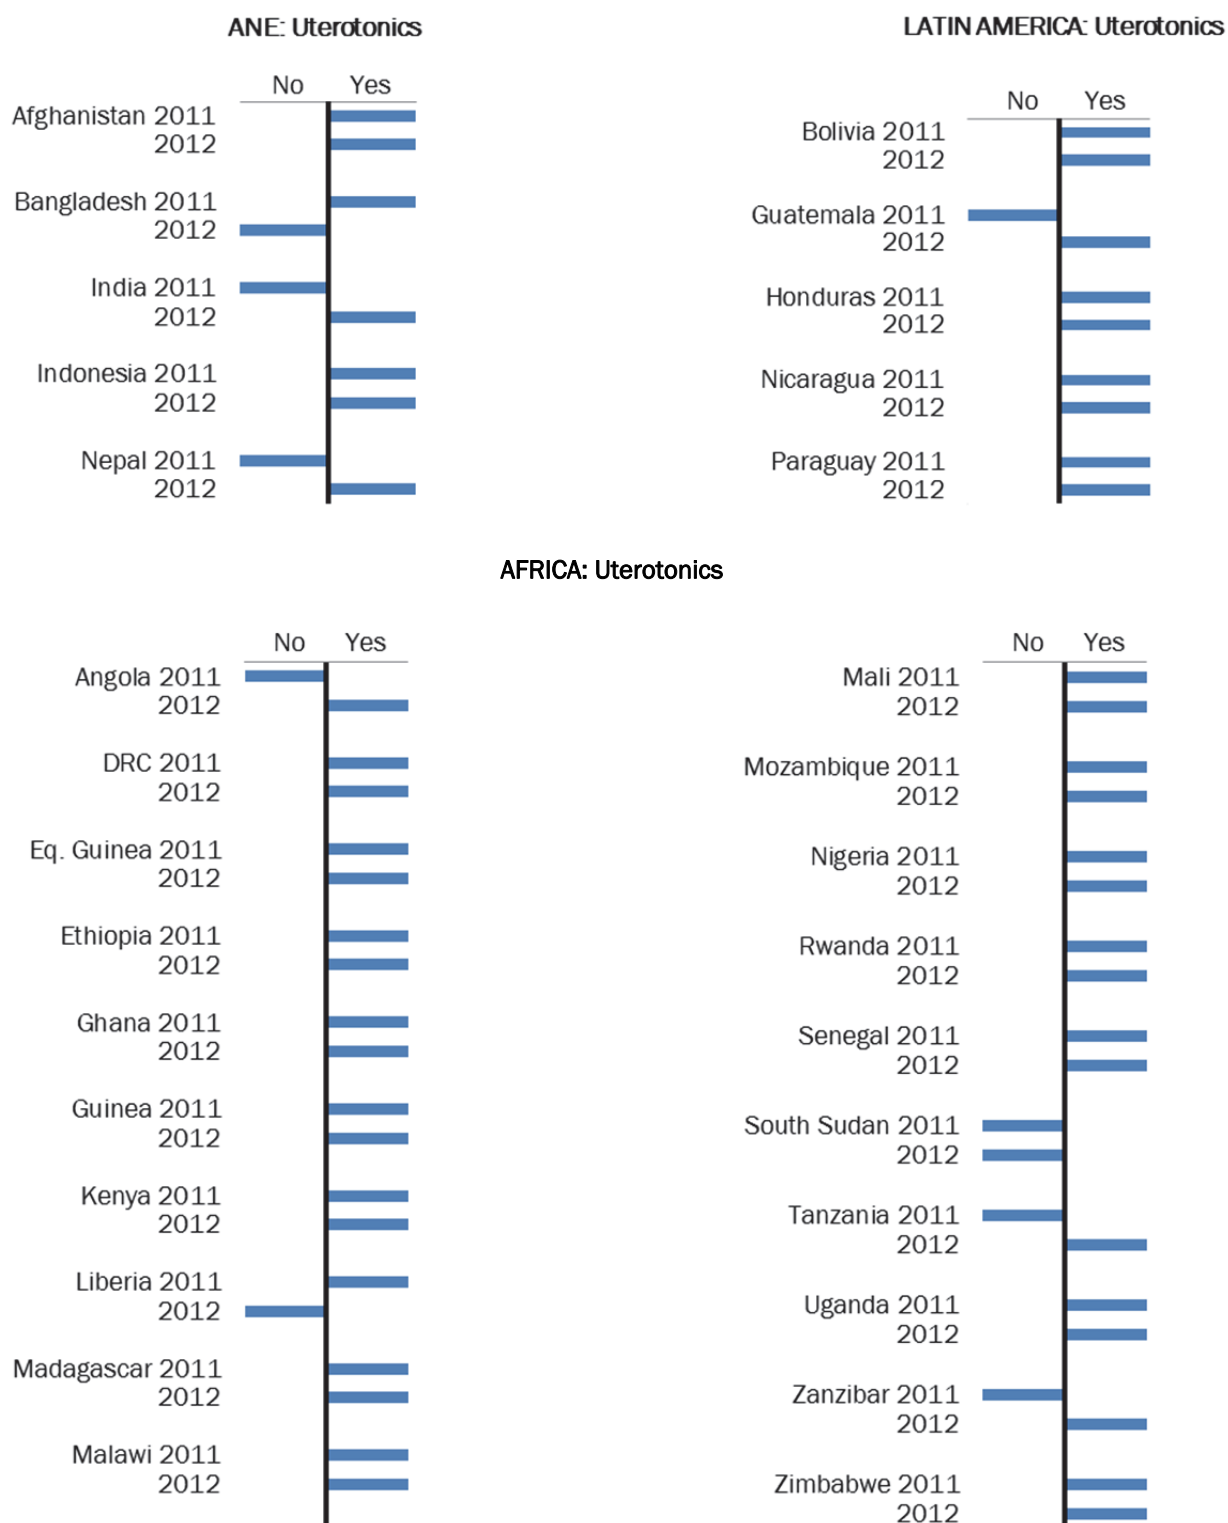 ANE: Uterotonics
No Yes
Afghanistan 2011
2012
Bangladesh 2011
2012
India 2011
2012
Indonesia 2011
2012
Nepal 2011
2012
LATIN AMERICA: Uterotonics
No Yes
Bolivia 2011
2012
Guatemala 2011
2012
Honduras 2011
2012
Nicaragua 2011
2012
Paraguay 2011
2012
AFRICA: Uterotonics
No Yes
Angola 2011
2012
DRC 2011
2012
Eq. Guinea 2011
2012
Ethiopia 2011
2012
Ghana 2011
2012
Guinea 2011
2012
Kenya 2011
2012
Liberia 2011
2012
Madagascar 2011
2012
Malawi 2011
2012
No Yes
Mali 2011
2012
Mozambique 2011
2012
Nigeria 2011
2012
Rwanda 2011
2012
Senegal 2011
2012
South Sudan 2011
2012
Tanzania 2011
2012
Uganda 2011
2012
Zanzibar 2011
2012
Zimbabwe 2011
2012